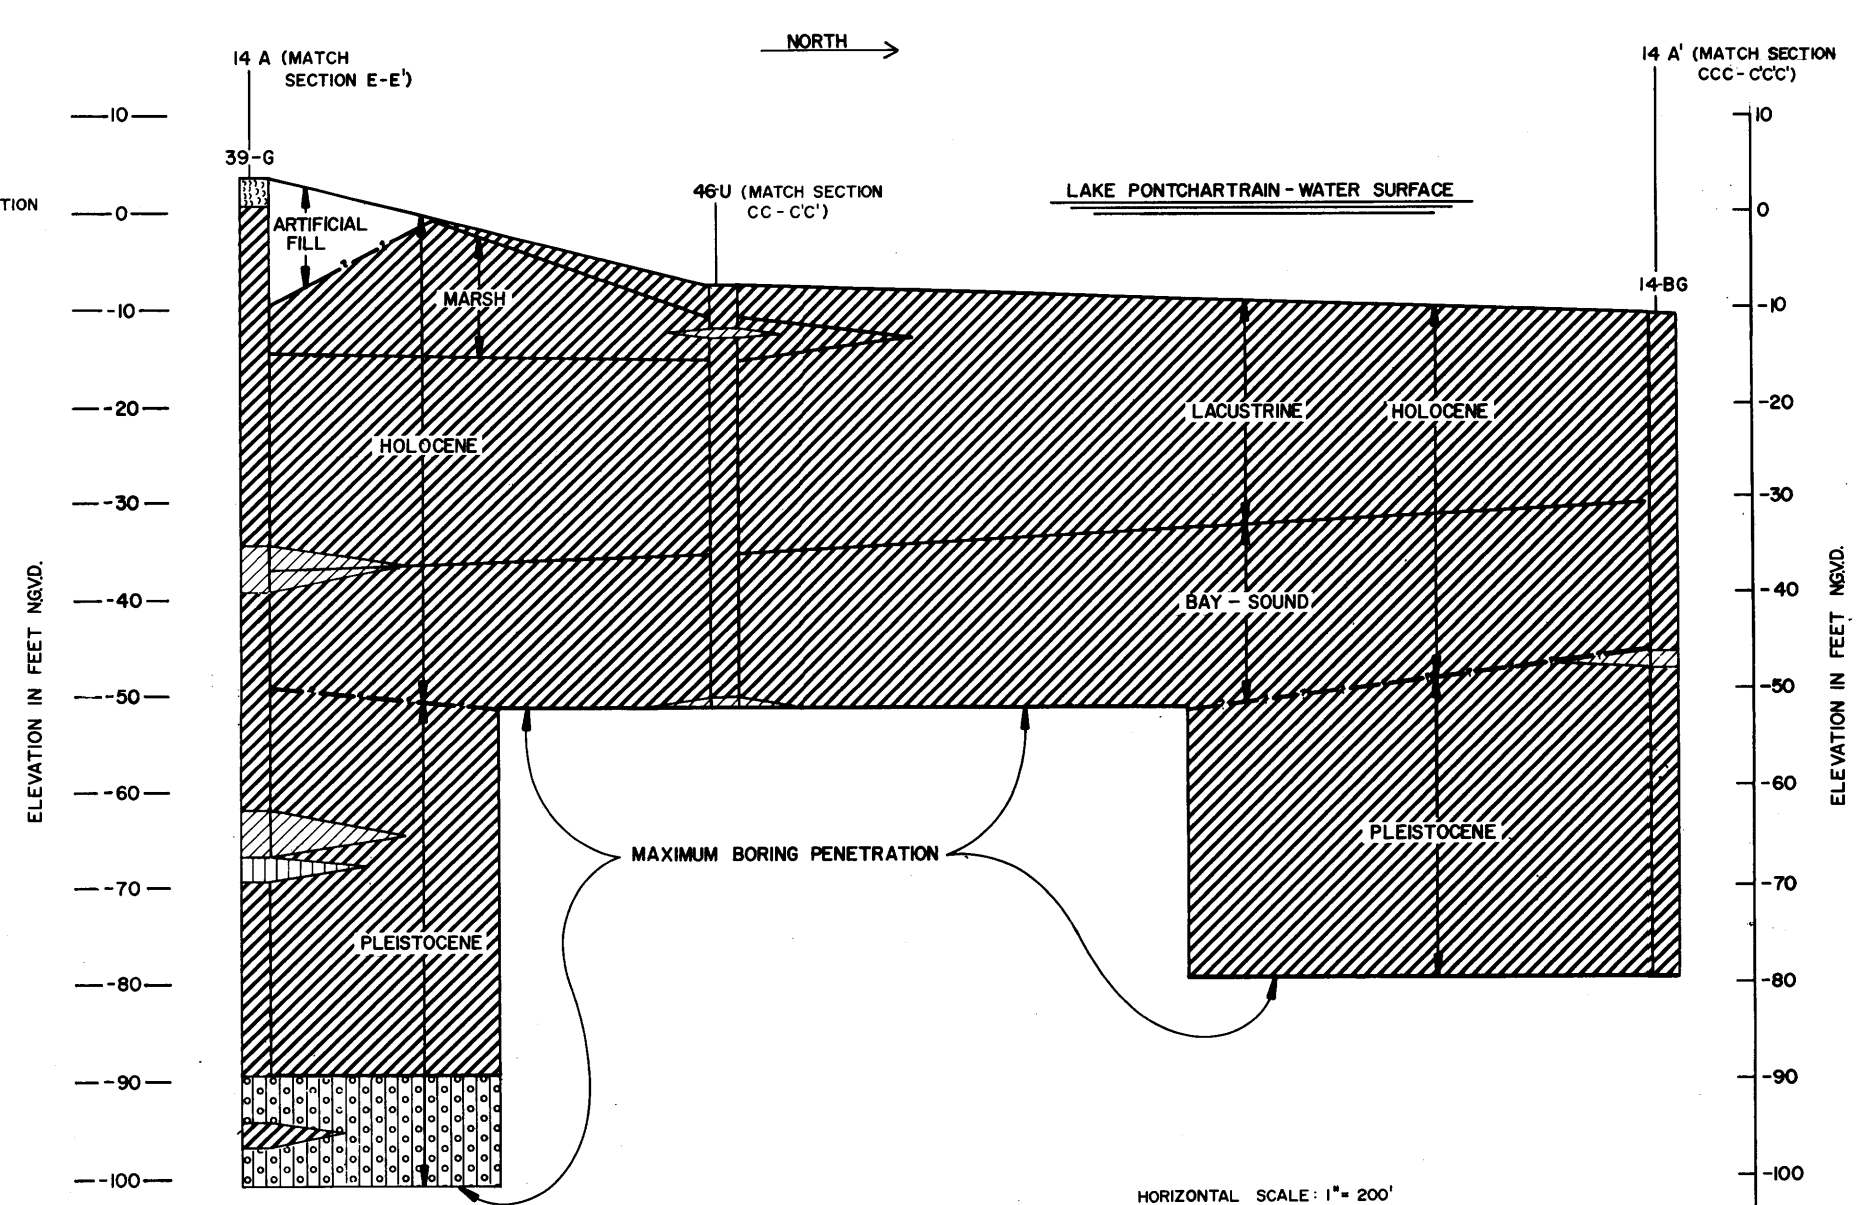 NORTH
14 A (MATCH
SECTION E-E')
14 A' (MATCH SECTION
CCC-C'C'C')
10
10
39-G
46-U (MATCH SECTION
CC-C'C')
LAKE PONTCHARTRAIN-WATER SURFACE
TION
0
0
ARTIFICIAL
FILL
?
?
MARSH
14-BG
-10
-10
-20
-20
LACUSTRINE
HOLOCENE
HOLOCENE
-30
-30
-40
-40
BAY - SOUND
ELEVATION IN FEET N.G.V.D.
ELEVATION IN FEET N.G.V.D.
-50
-50
-60
-60
PLEISTOCENE
MAXIMUM BORING PENETRATION
-70
-70
PLEISTOCENE
-80
-80
-90
-90
-100
-100
HORIZONTAL SCALE: 1"= 200'